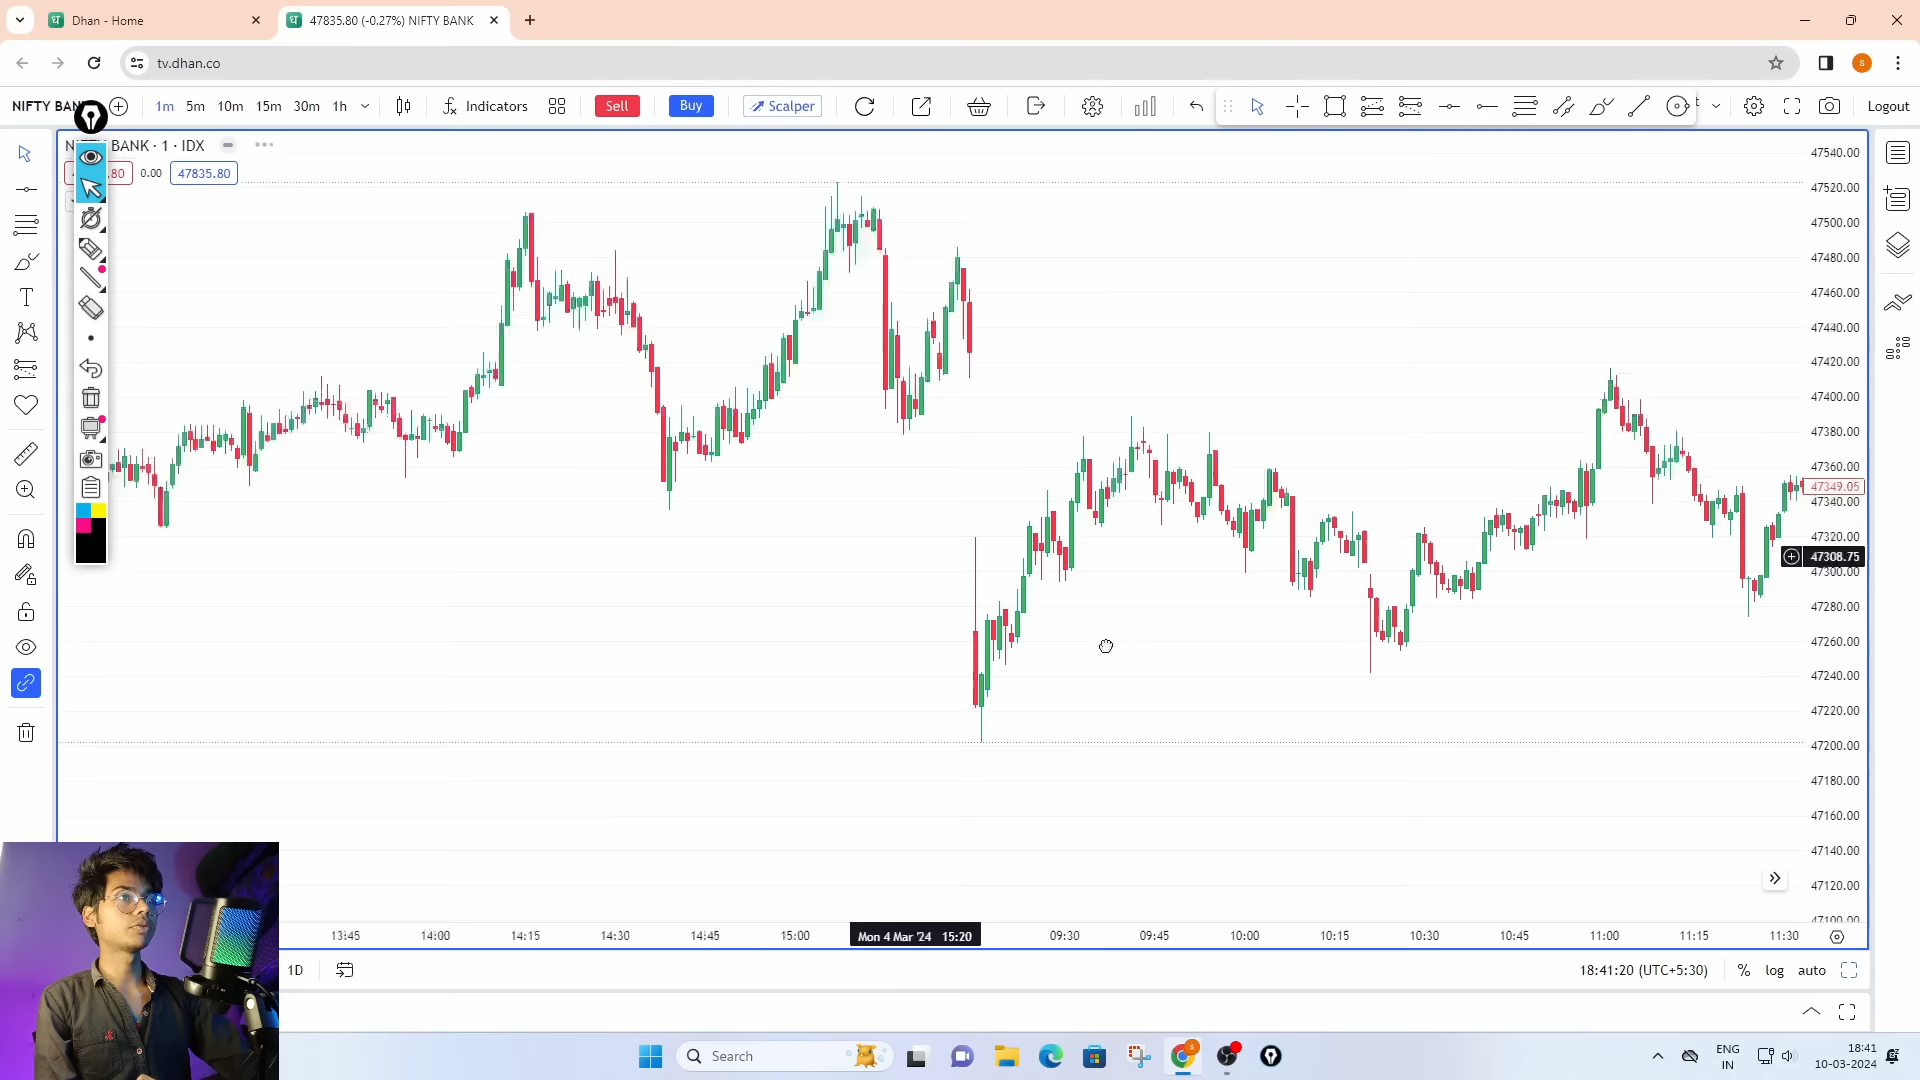 Dhan - Home
47835.80 (-0.27%) NIFTY BANK
tv.dhan.co
S
NIFTY BAN
1m 5m 10m 15m 30m 1h
Indicators
Sell
Buy
Scalper
Logout
BANK · 1 · IDX
.80 0.00 47835.80
47540.00
47520.00
47500.00
47480.00
47460.00
47440.00
47420.00
47400.00
47380.00
47360.00
47349.05
47340.00
47320.00
47308.75
47300.00
47280.00
47260.00
47240.00
47220.00
47200.00
47180.00
47160.00
47140.00
47120.00
47100.00
13:45 14:00 14:15 14:30 14:45 15:00 Mon 4 Mar '24 15:20 09:30 09:45 10:00 10:15 10:30 10:45 11:00 11:15 11:30
1D
18:41:20 (UTC+5:30) % log auto
Search
S
ENG
IN
18:41
10-03-2024